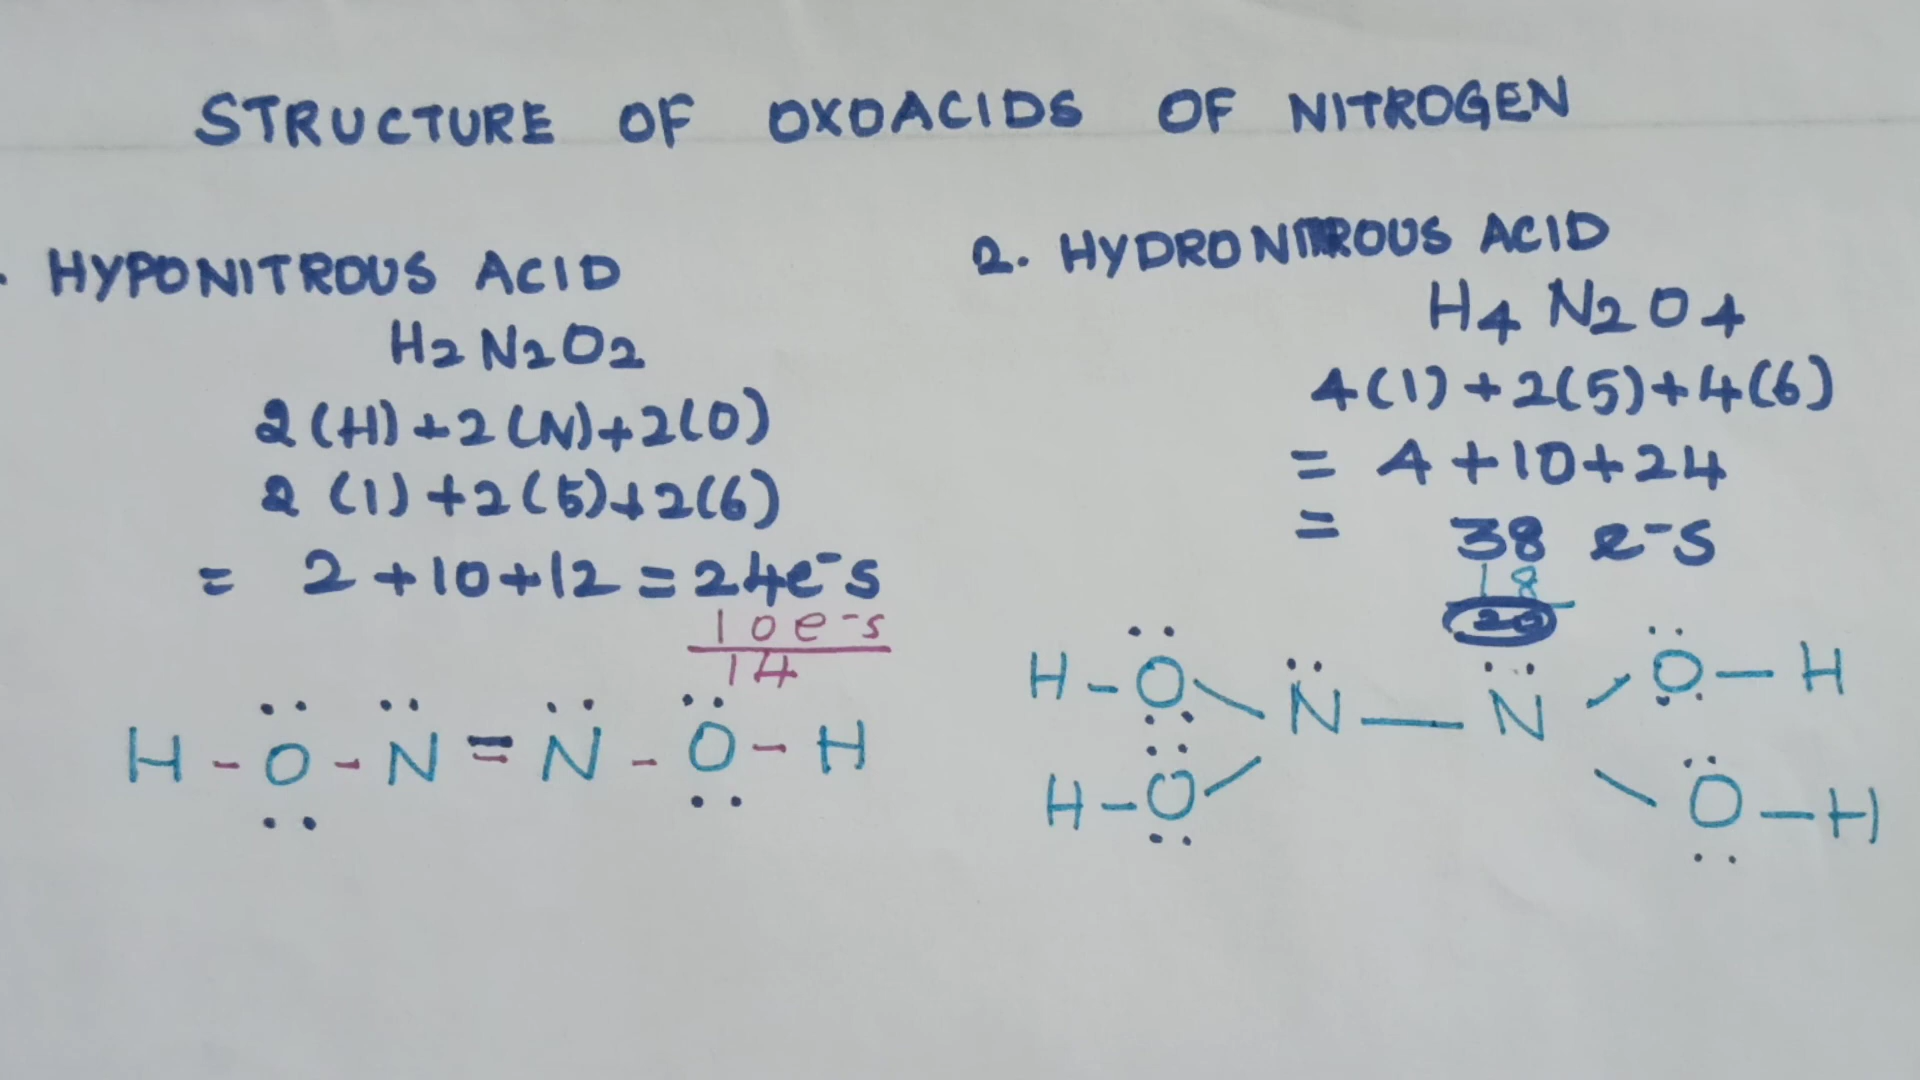 STRUCTURE OF OXOACIDS OF NITROGEN
. HYPONITROUS ACID
H2N2O2
2(H)+2(N)+2(O)
2(1)+2(5)+2(6)
= 2+10+12=24e-s
10e-s
14
H-O-N=N-O-H
2. HYDRONITROUS ACID
H4N2O4
4(1)+2(5)+4(6)
= 4+10+24
= 38 e-s
18
20
H-O N—N O-H
H-O O-H